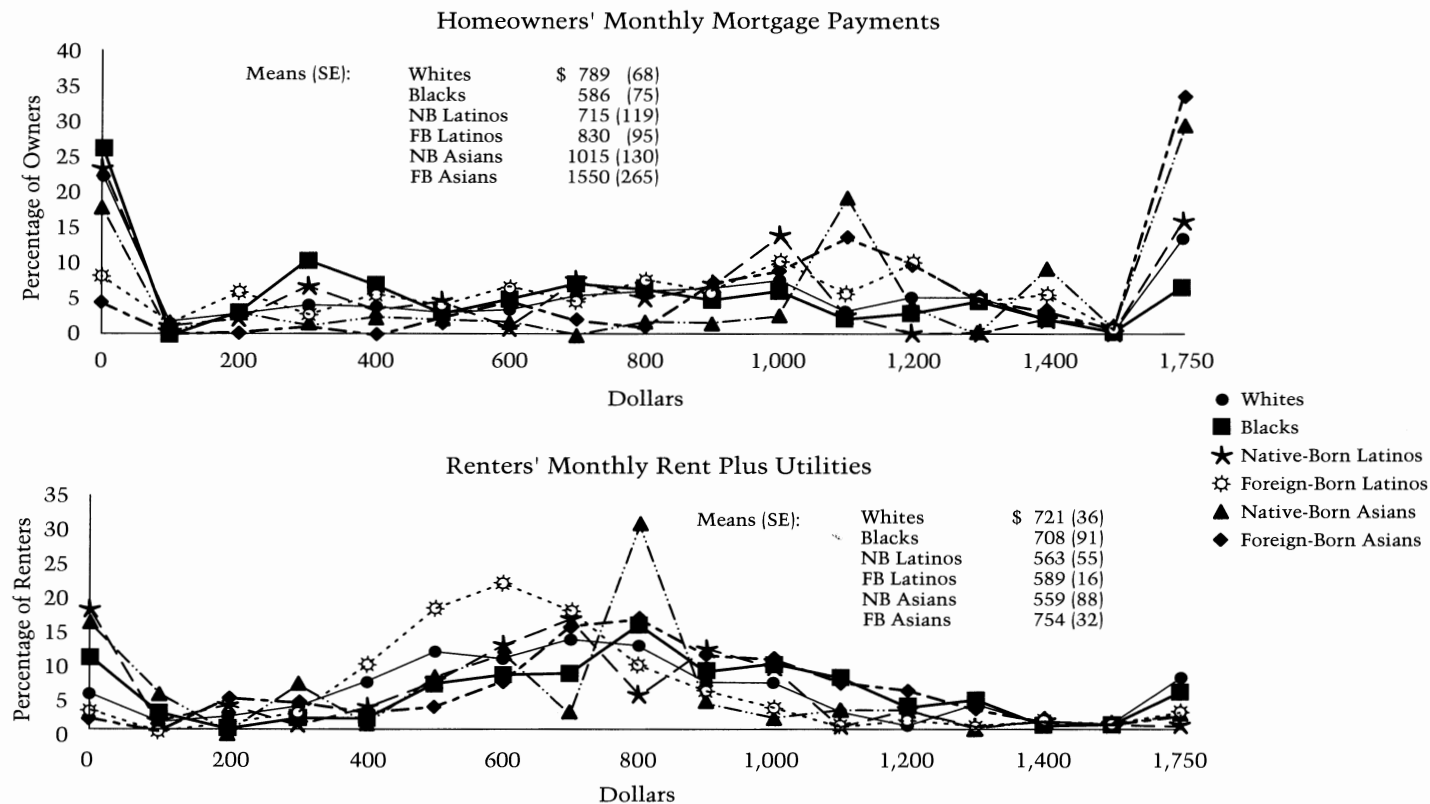 Homeowners' Monthly Mortgage Payments
Means (SE): Whites $ 789 (68)
Blacks 586 (75)
NB Latinos 715 (119)
FB Latinos 830 (95)
NB Asians 1015 (130)
FB Asians 1550 (265)
Percentage of Owners
40
35
30
25
20
15
10
5
0
0 200 400 600 800 1,000 1,200 1,400 1,750
Dollars
Whites
Blacks
Native-Born Latinos
Foreign-Born Latinos
Native-Born Asians
Foreign-Born Asians
Renters' Monthly Rent Plus Utilities
Means (SE): Whites $ 721 (36)
Blacks 708 (91)
NB Latinos 563 (55)
FB Latinos 589 (16)
NB Asians 559 (88)
FB Asians 754 (32)
Percentage of Renters
35
30
25
20
15
10
5
0
0 200 400 600 800 1,000 1,200 1,400 1,750
Dollars